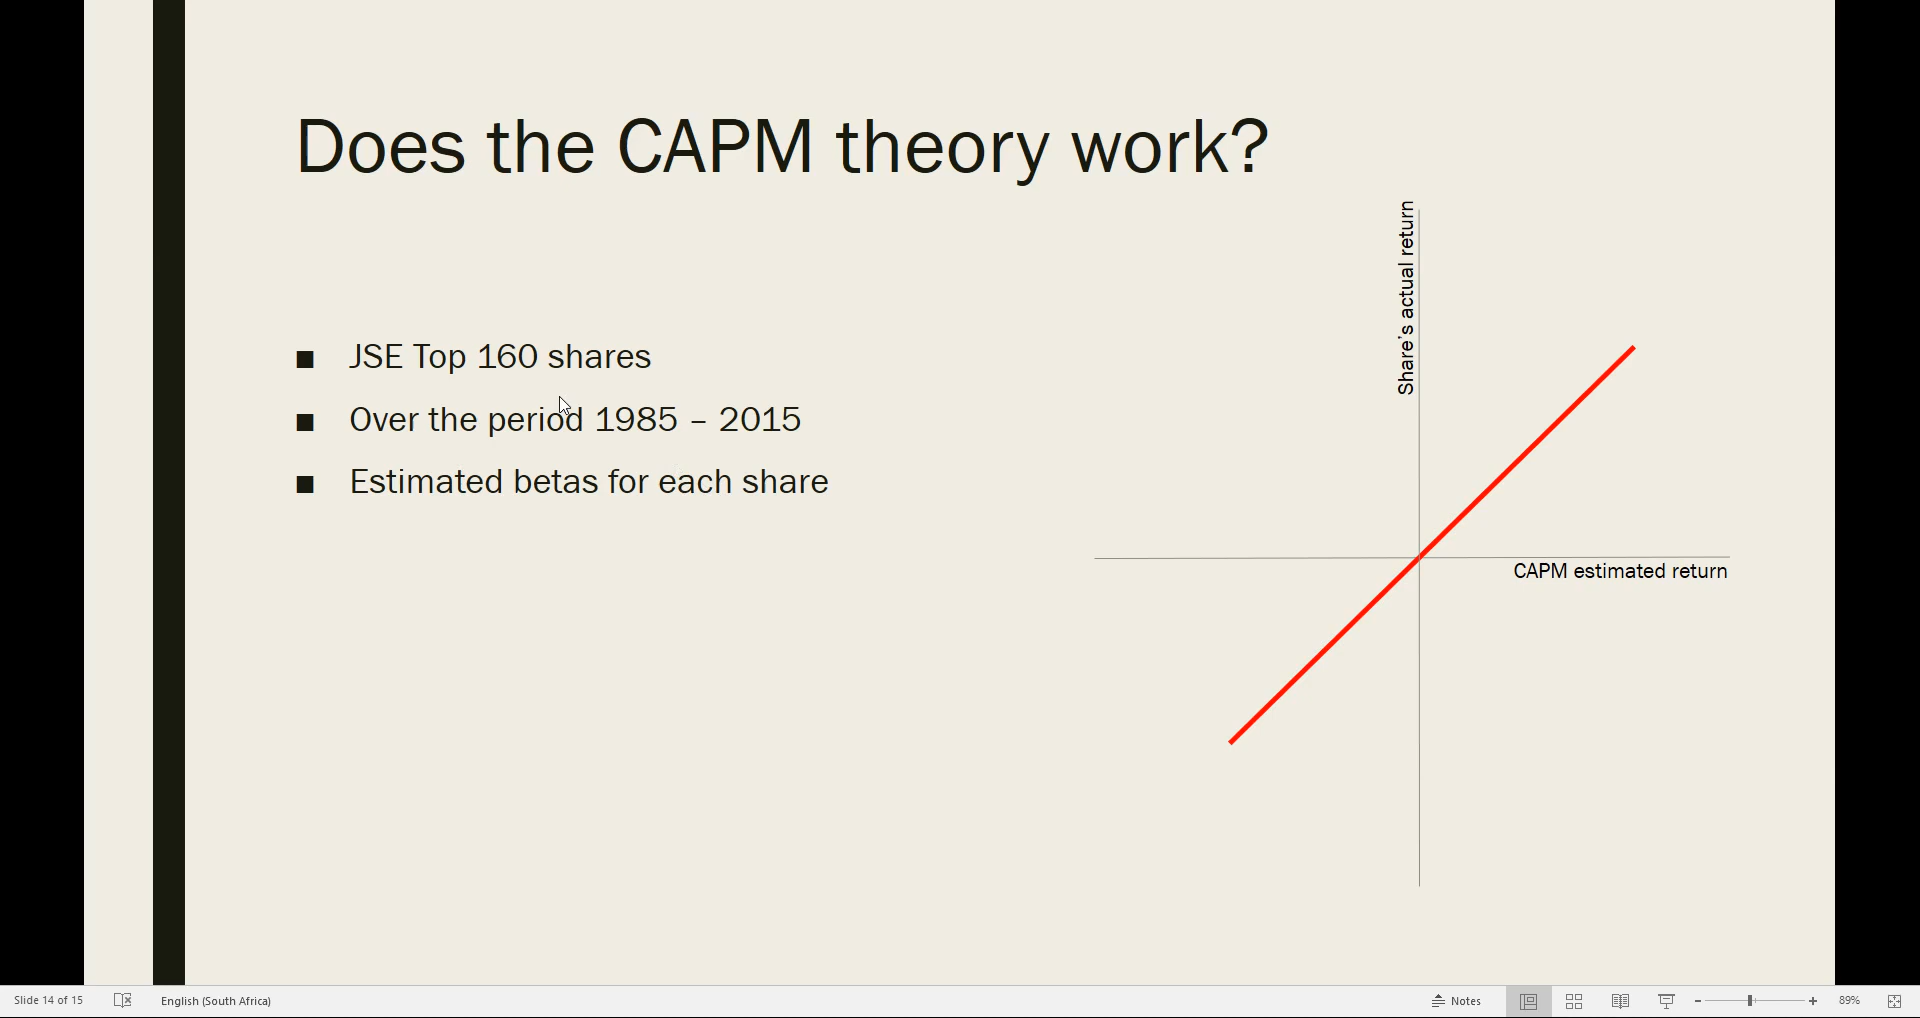 Does the CAPM theory work?
Share's actual return
■ JSE Top 160 shares
■ Over the period 1985 – 2015
■ Estimated betas for each share
CAPM estimated return
Slide 14 of 15
English (South Africa)
Notes
89%